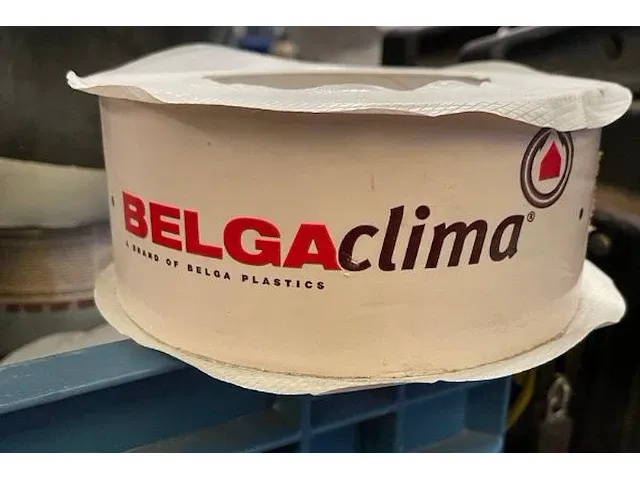 BELGAclima®
A BRAND OF BELGA PLASTICS